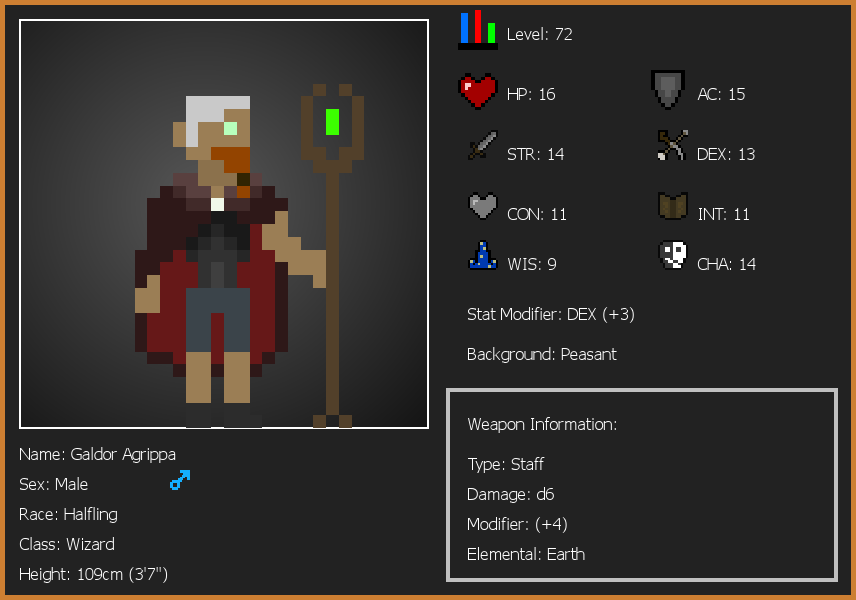 Level: 72
HP: 16
AC: 15
STR: 14
DEX: 13
CON: 11
INT: 11
WIS: 9
CHA: 14
Stat Modifier: DEX (+3)
Background: Peasant
Weapon Information:
Type: Staff
Damage: d6
Modifier: (+4)
Elemental: Earth
Name: Galdor Agrippa
Sex: Male
Race: Halfling
Class: Wizard
Height: 109cm (3'7")